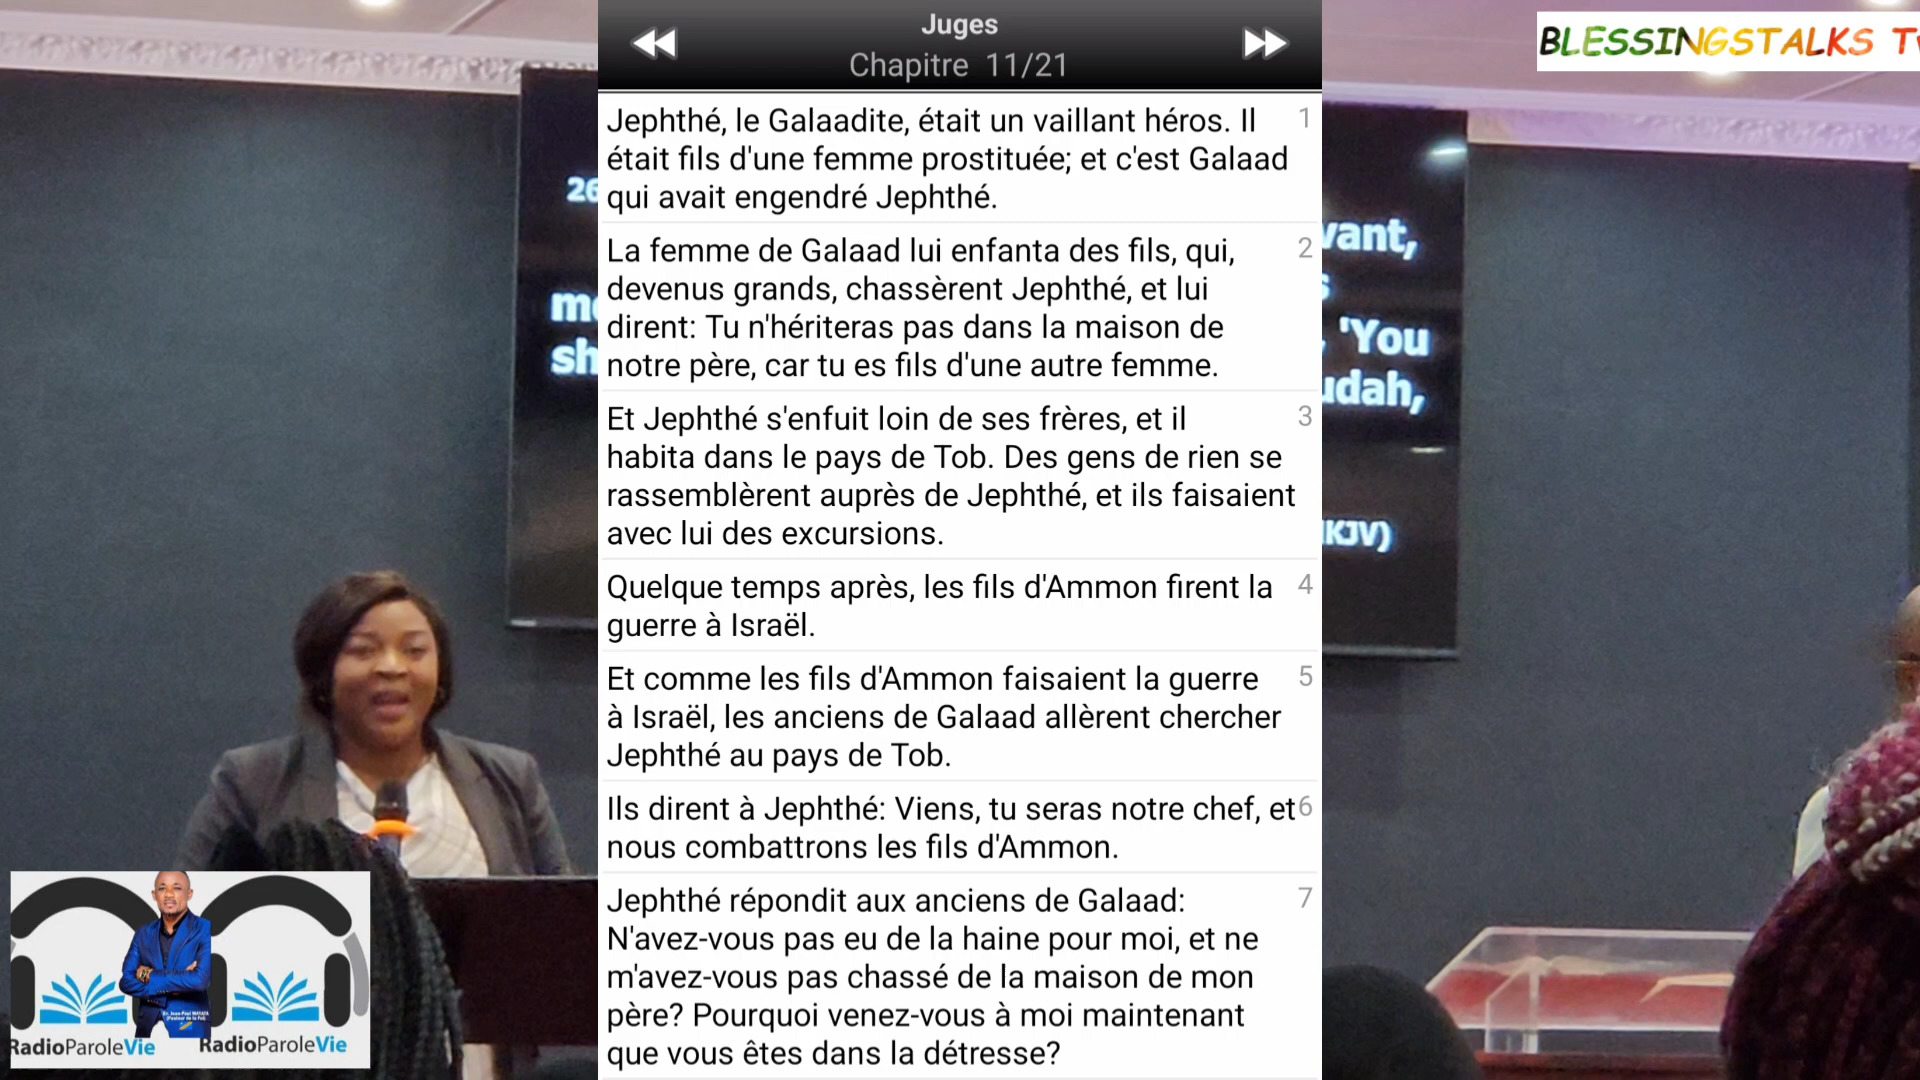 Juges
Chapitre 11/21
BLESSINGSTALKS
Jephthé, le Galaadite, était un vaillant héros. Il 1
était fils d'une femme prostituée; et c'est Galaad
qui avait engendré Jephthé.
La femme de Galaad lui enfanta des fils, qui, 2
devenus grands, chassèrent Jephthé, et lui
dirent: Tu n'hériteras pas dans la maison de
notre père, car tu es fils d'une autre femme.
Et Jephthé s'enfuit loin de ses frères, et il 3
habita dans le pays de Tob. Des gens de rien se
rassemblèrent auprès de Jephthé, et ils faisaient
avec lui des excursions.
Quelque temps après, les fils d'Ammon firent la 4
guerre à Israël.
Et comme les fils d'Ammon faisaient la guerre 5
à Israël, les anciens de Galaad allèrent chercher
Jephthé au pays de Tob.
Ils dirent à Jephthé: Viens, tu seras notre chef, et 6
nous combattrons les fils d'Ammon.
Jephthé répondit aux anciens de Galaad: 7
N'avez-vous pas eu de la haine pour moi, et ne
m'avez-vous pas chassé de la maison de mon
père? Pourquoi venez-vous à moi maintenant
que vous êtes dans la détresse?
26
me
sh
vant,
s
'You
udah,
KJV)
RadioParoleVie
RadioParoleVie